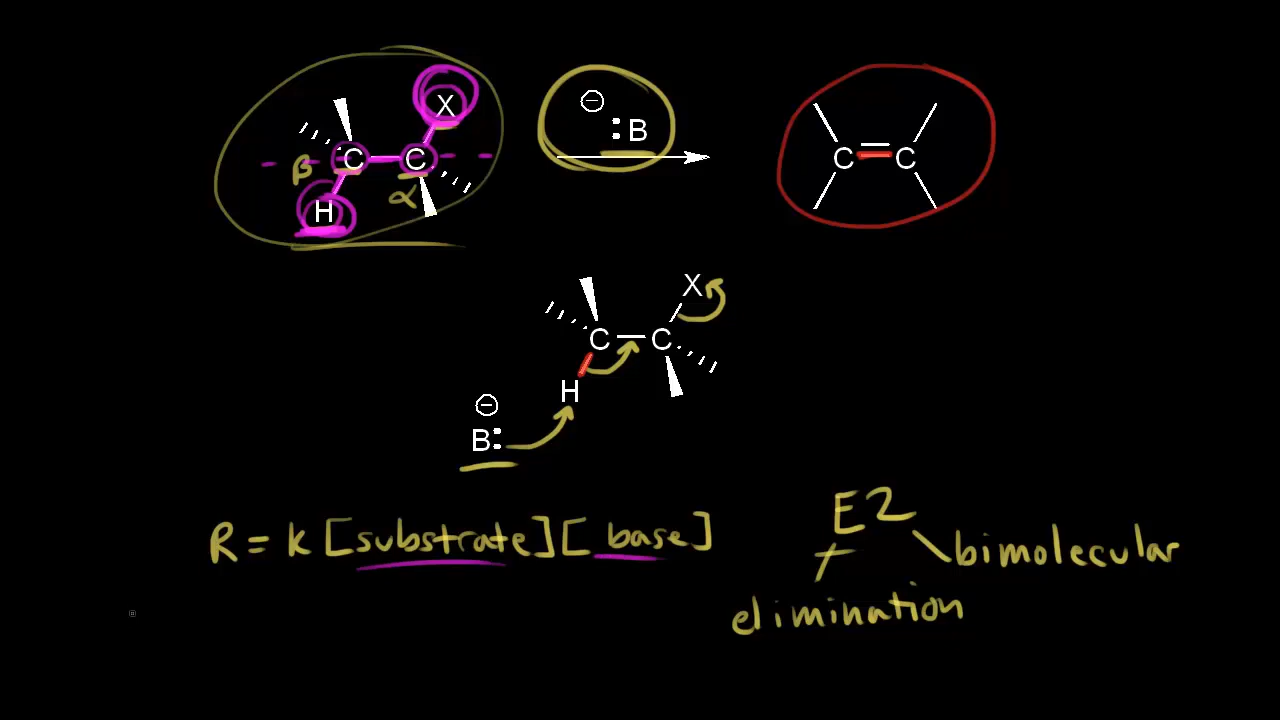 X
⊖
:B
β C C C = C
H α
X
C C
H
⊖
B:
E2
R = k [substrate][base]
bimolecular
elimination